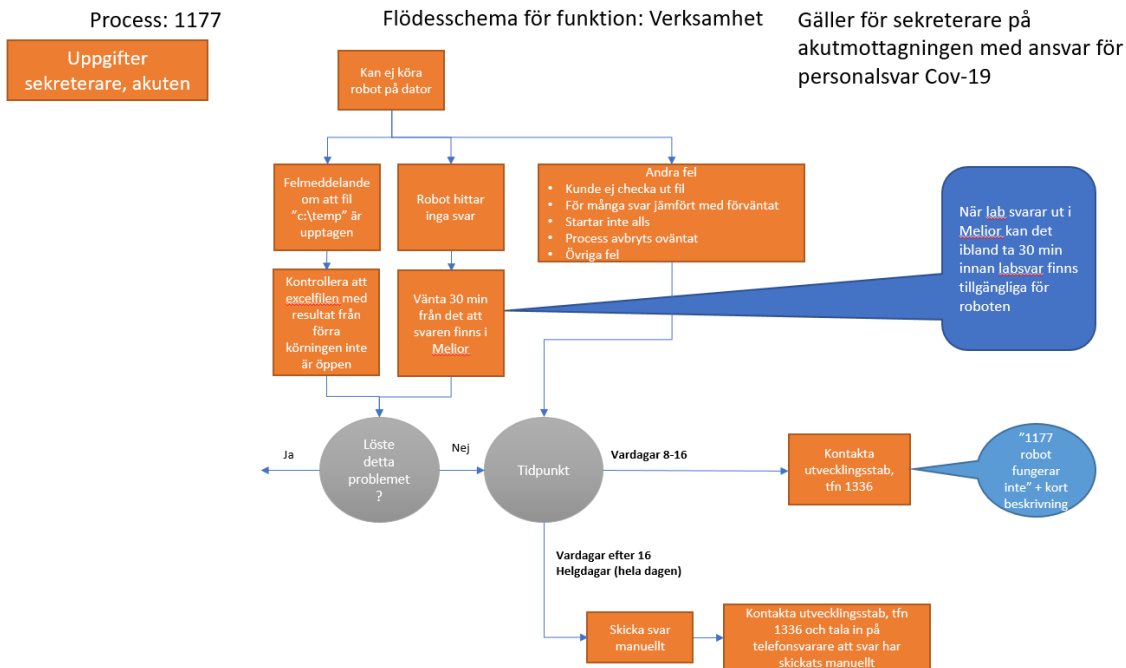 Process: 1177
Flödesschema för funktion: Verksamhet
Gäller för sekreterare på
akutmottagningen med ansvar för
personalsvar Cov-19
Uppgifter
sekreterare, akuten
Kan ej köra
robot på dator
Felmeddelande
om att fil
”c:\temp” är
upptagen
Robot hittar
inga svar
Andra fel
• Kunde ej checka ut fil
• För många svar jämfört med förväntat
• Startar inte alls
• Process avbryts oväntat
• Övriga fel
När lab svarar ut i
Melior kan det
ibland ta 30 min
innan labsvar finns
tillgängliga för
roboten
Kontrollera att
excelfilen med
resultat från
förra
körningen inte
är öppen
Vänta 30 min
från det att
svaren finns i
Melior
Ja
Löste
detta
problemet
?
Nej
Tidpunkt
Vardagar 8-16
Kontakta
utvecklingsstab,
tfn 1336
”1177
robot
fungerar
inte” + kort
beskrivning
Vardagar efter 16
Helgdagar (hela dagen)
Skicka svar
manuellt
Kontakta utvecklingsstab, tfn
1336 och tala in på
telefonsvarare att svar har
skickats manuellt